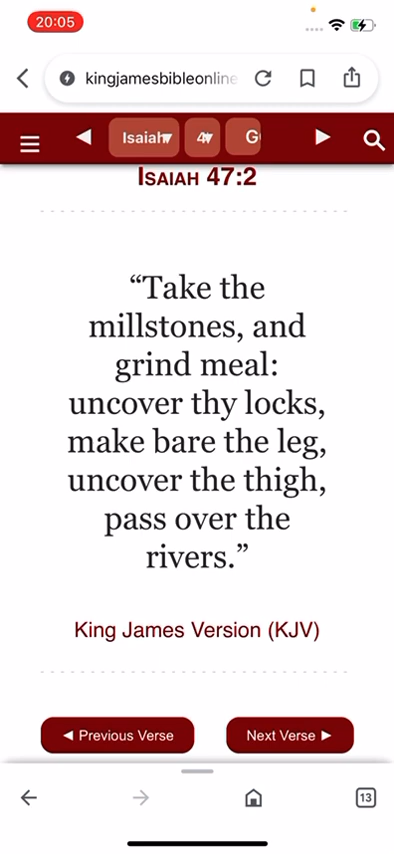 20:05
kingjamesbibleonline
Isaiah 4 G
ISAIAH 47:2
“Take the
millstones, and
grind meal:
uncover thy locks,
make bare the leg,
uncover the thigh,
pass over the
rivers.”
King James Version (KJV)
◄ Previous Verse Next Verse ►
13